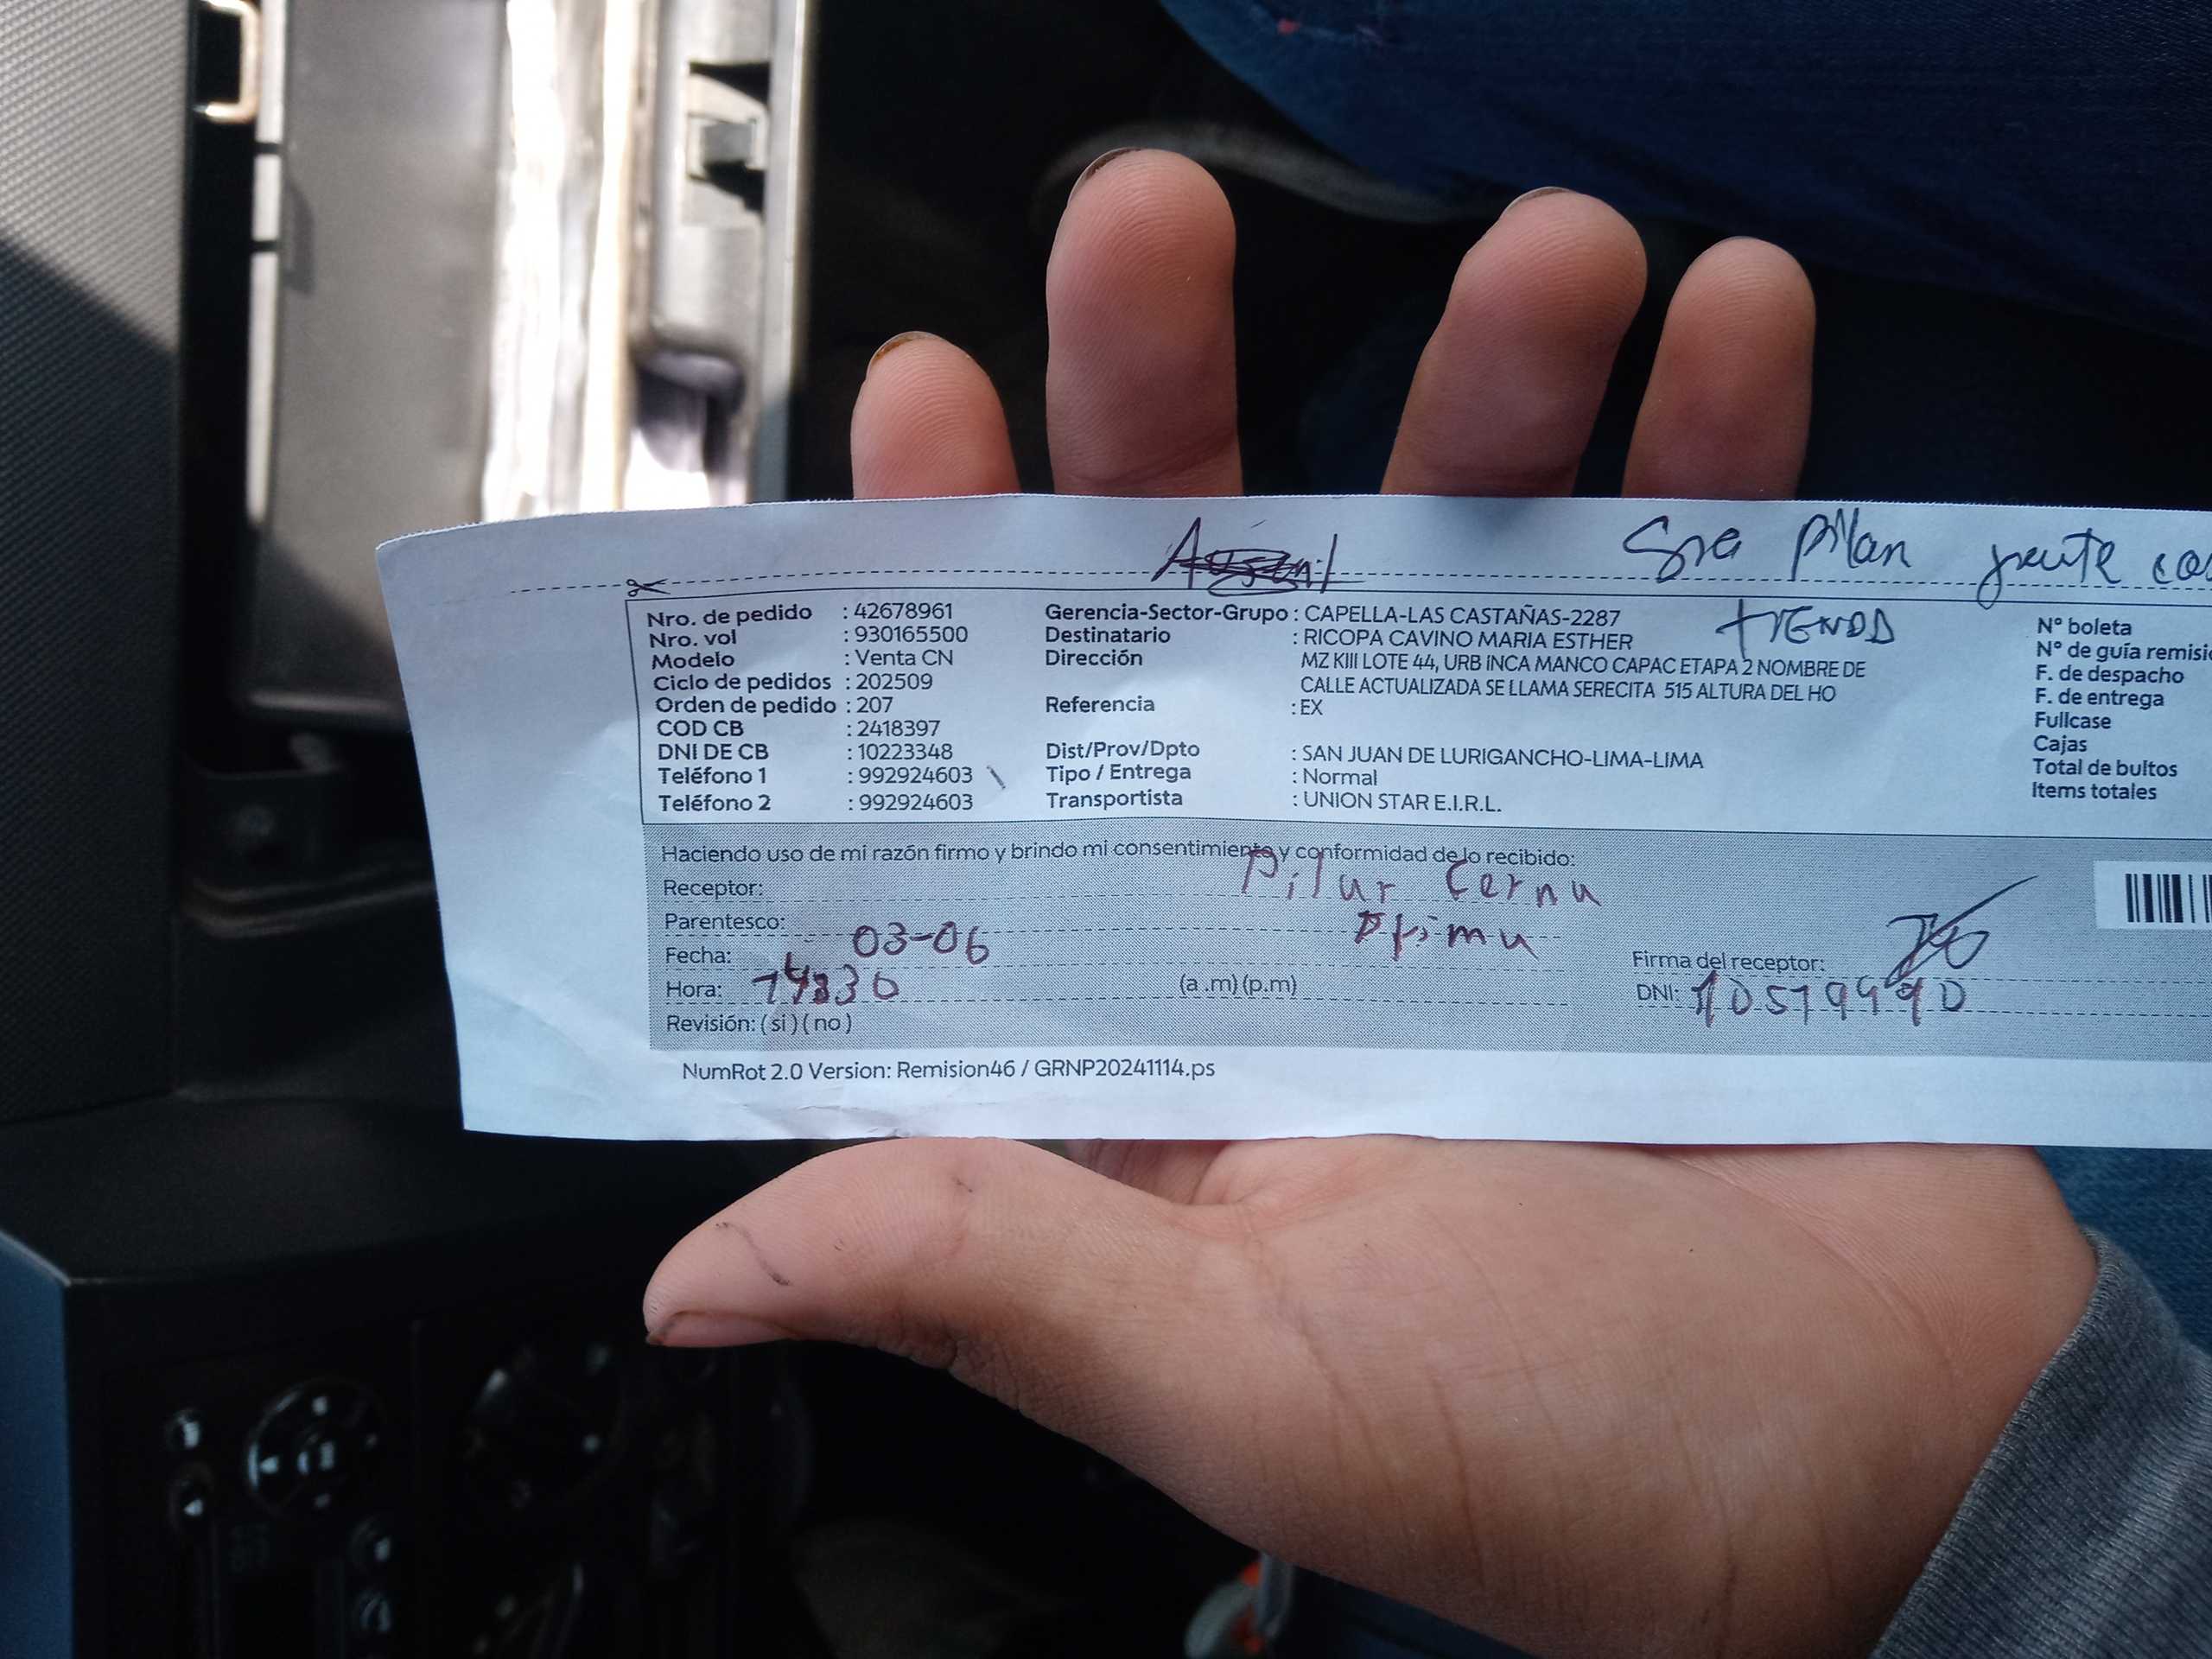 Sra Pilar frente cas
tienda
Nro. de pedido : 42678961
Nro. vol : 930165500
Modelo : Venta CN
Ciclo de pedidos : 202509
Orden de pedido : 207
COD CB : 2418397
DNI DE CB : 10223348
Teléfono 1 : 992924603
Teléfono 2 : 992924603
Gerencia-Sector-Grupo : CAPELLA-LAS CASTAÑAS-2287
Destinatario : RICOPA CAVINO MARIA ESTHER
Dirección MZ KIII LOTE 44, URB INCA MANCO CAPAC ETAPA 2 NOMBRE DE
CALLE ACTUALIZADA SE LLAMA SERECITA 515 ALTURA DEL HO
Referencia : EX
Dist/Prov/Dpto : SAN JUAN DE LURIGANCHO-LIMA-LIMA
Tipo / Entrega : Normal
Transportista : UNION STAR E.I.R.L.
N° boleta
N° de guía remisió
F. de despacho
F. de entrega
Fullcase
Cajas
Total de bultos
Items totales
Haciendo uso de mi razón firmo y brindo mi consentimiento y conformidad de lo recibido:
Receptor: Pilar Cerna
Parentesco: Prima
Fecha: 03-06
Hora: (a .m) (p.m)
Revisión: ( si ) ( no )
Firma del receptor:
DNI:
NumRot 2.0 Version: Remision46 / GRNP20241114.ps